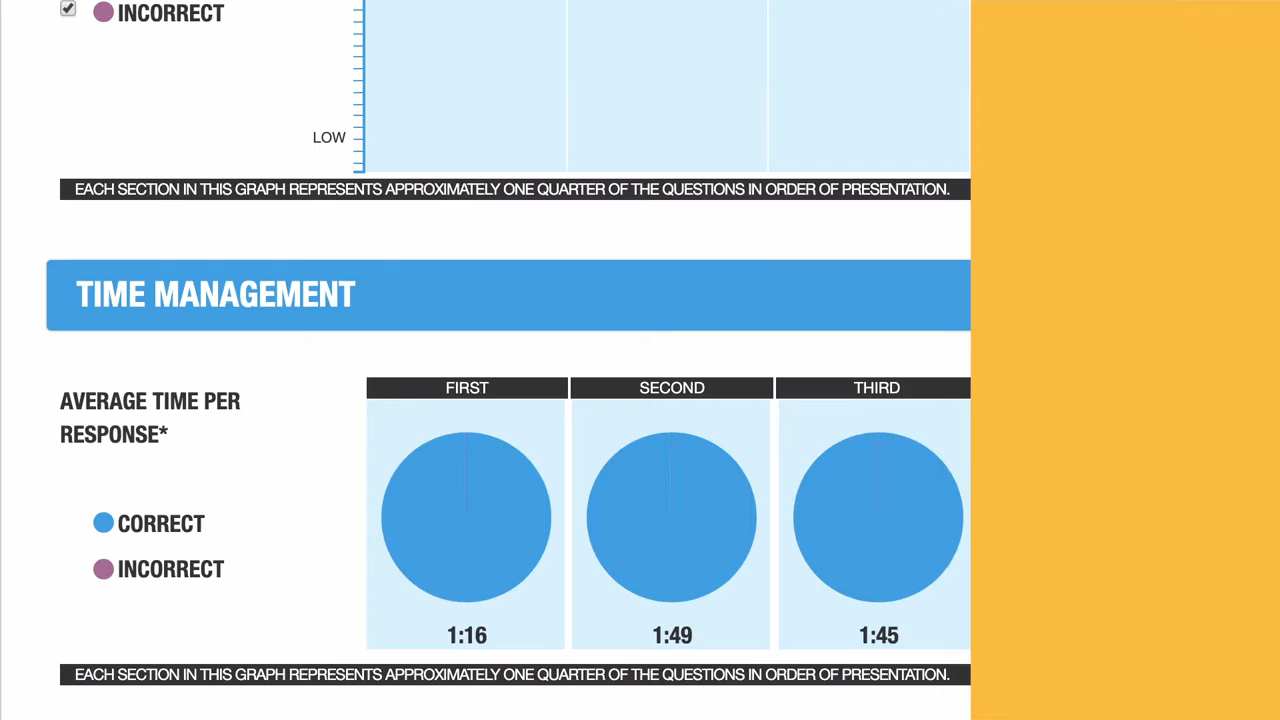 INCORRECT
LOW
EACH SECTION IN THIS GRAPH REPRESENTS APPROXIMATELY ONE QUARTER OF THE QUESTIONS IN ORDER OF PRESENTATION.
TIME MANAGEMENT
FIRST SECOND THIRD
AVERAGE TIME PER
RESPONSE*
CORRECT
INCORRECT
1:16 1:49 1:45
EACH SECTION IN THIS GRAPH REPRESENTS APPROXIMATELY ONE QUARTER OF THE QUESTIONS IN ORDER OF PRESENTATION.